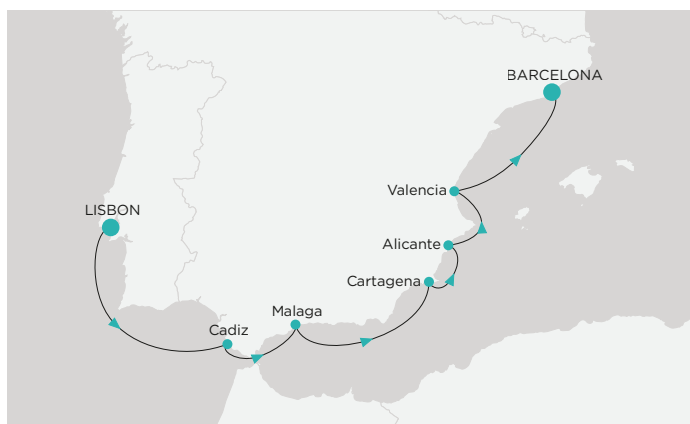 BARCELONA
Valencia
LISBON
Alicante
Cartagena
Malaga
Cadiz